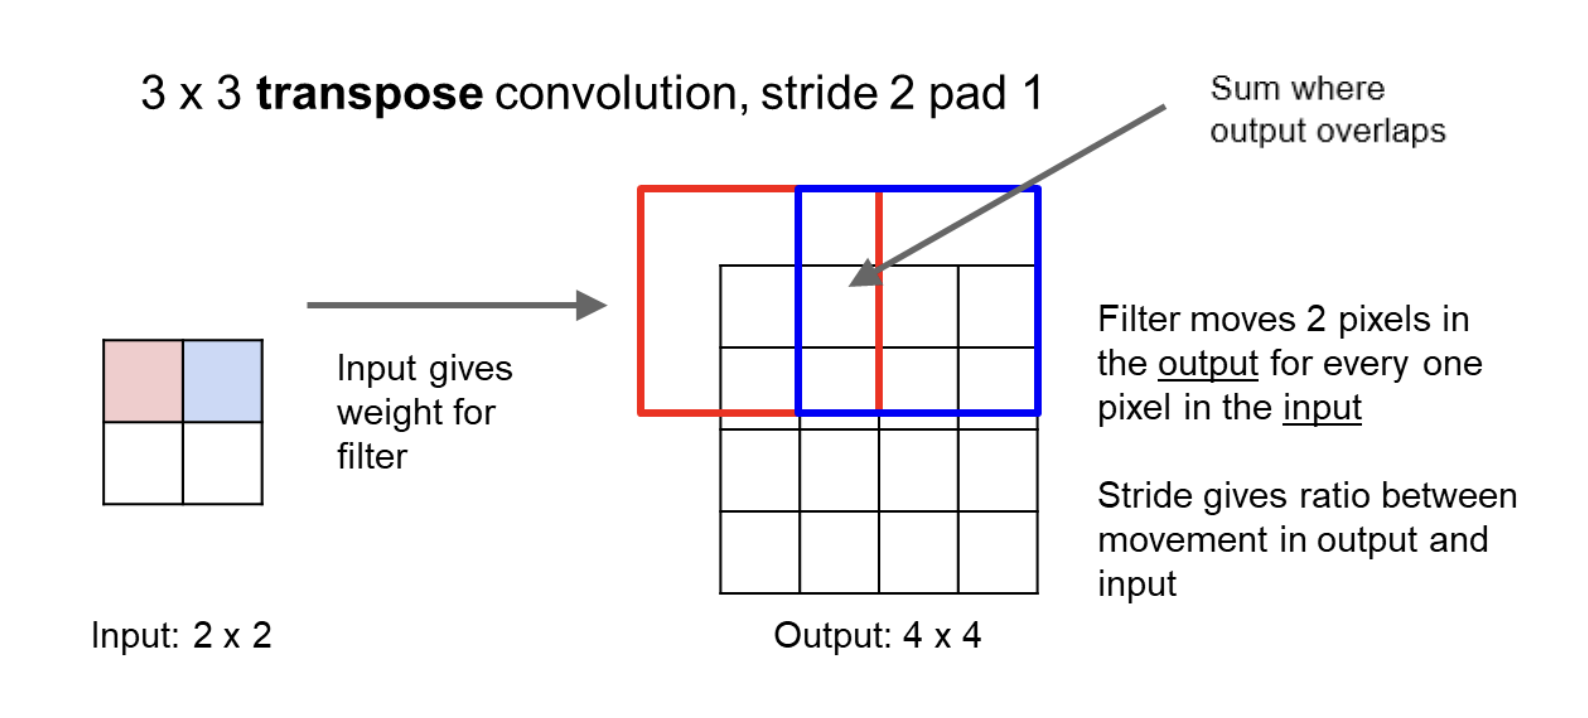 3 x 3 transpose convolution, stride 2 pad 1
Sum where
output overlaps
Input gives
weight for
filter
Filter moves 2 pixels in
the output for every one
pixel in the input
Stride gives ratio between
movement in output and
input
Input: 2 x 2
Output: 4 x 4